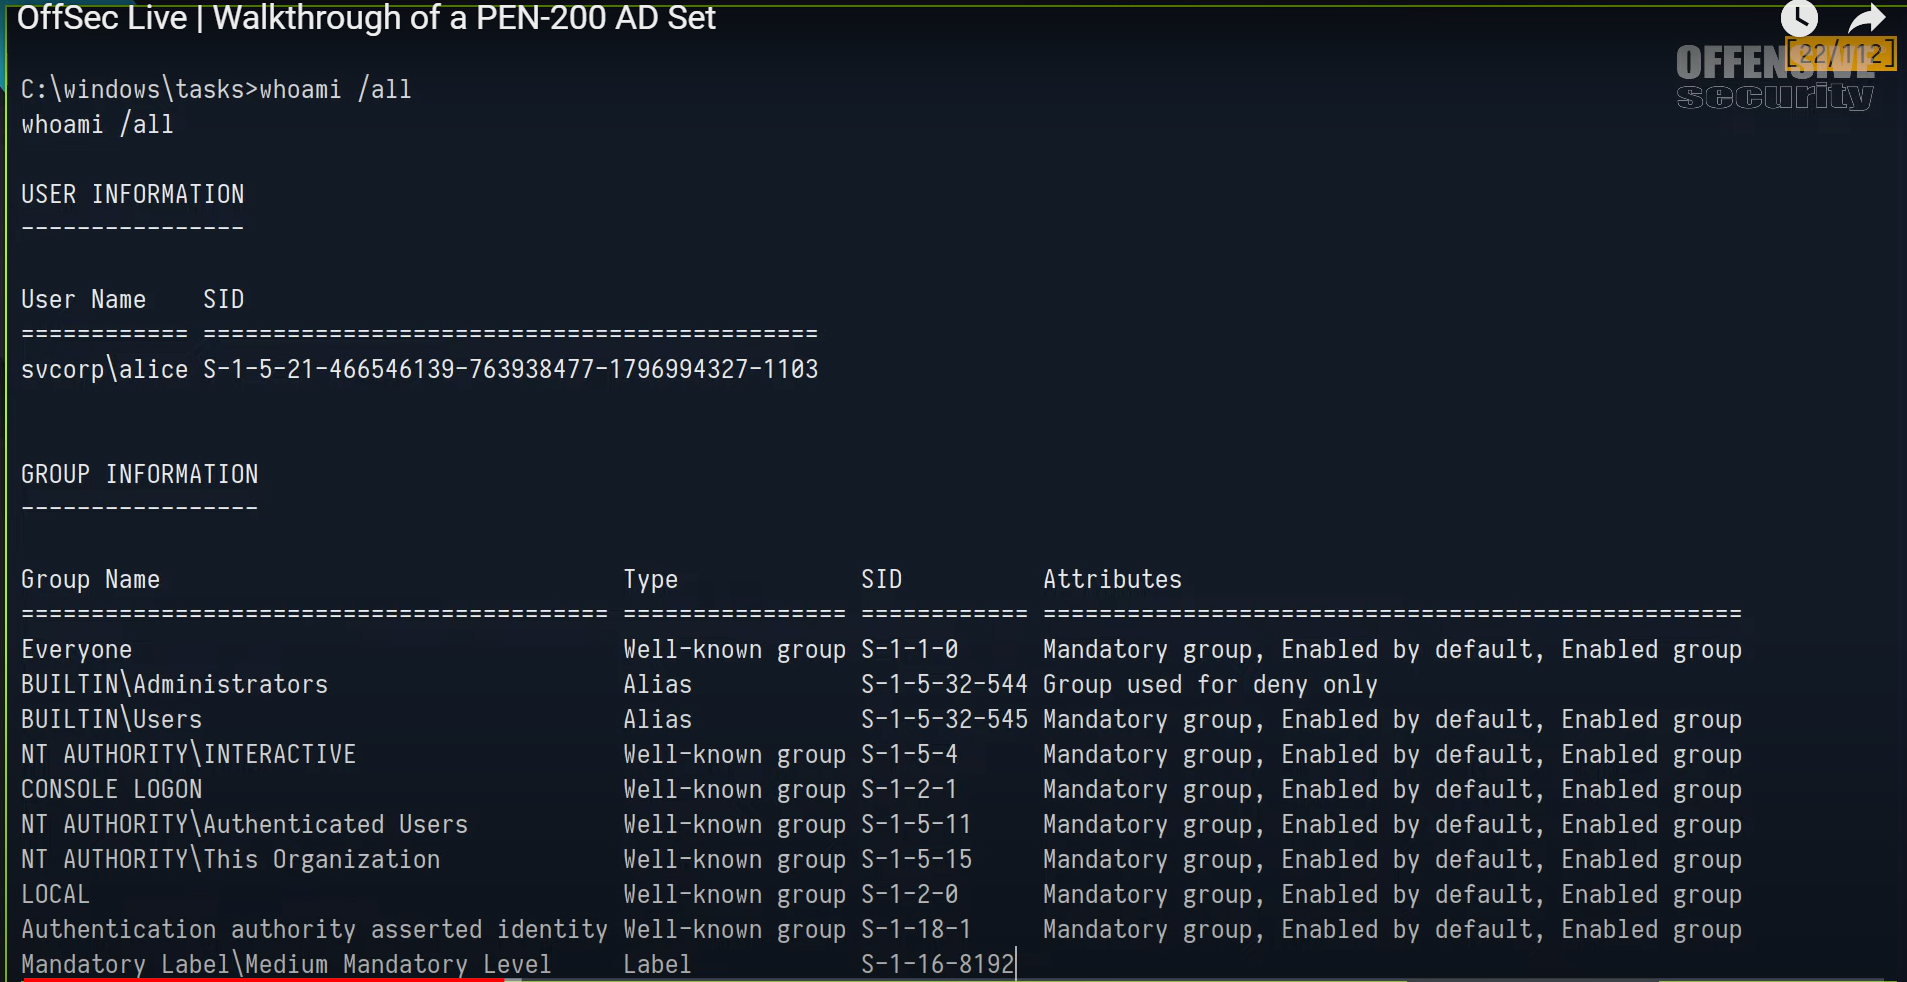 OffSec Live | Walkthrough of a PEN-200 AD Set
[22/112]
OFFENSIVE
security
C:\windows\tasks>whoami /all
whoami /all
USER INFORMATION
----------------
User Name    SID
============ ============================================
svcorp\alice S-1-5-21-466546139-763938477-1796994327-1103
GROUP INFORMATION
-----------------
Group Name                                 Type             SID          Attributes
========================================== ================ ============ ==================================================
Everyone                                   Well-known group S-1-1-0      Mandatory group, Enabled by default, Enabled group
BUILTIN\Administrators                     Alias            S-1-5-32-544 Group used for deny only
BUILTIN\Users                              Alias            S-1-5-32-545 Mandatory group, Enabled by default, Enabled group
NT AUTHORITY\INTERACTIVE                   Well-known group S-1-5-4      Mandatory group, Enabled by default, Enabled group
CONSOLE LOGON                              Well-known group S-1-2-1      Mandatory group, Enabled by default, Enabled group
NT AUTHORITY\Authenticated Users           Well-known group S-1-5-11     Mandatory group, Enabled by default, Enabled group
NT AUTHORITY\This Organization             Well-known group S-1-5-15     Mandatory group, Enabled by default, Enabled group
LOCAL                                      Well-known group S-1-2-0      Mandatory group, Enabled by default, Enabled group
Authentication authority asserted identity Well-known group S-1-18-1     Mandatory group, Enabled by default, Enabled group
Mandatory Label\Medium Mandatory Level     Label            S-1-16-8192